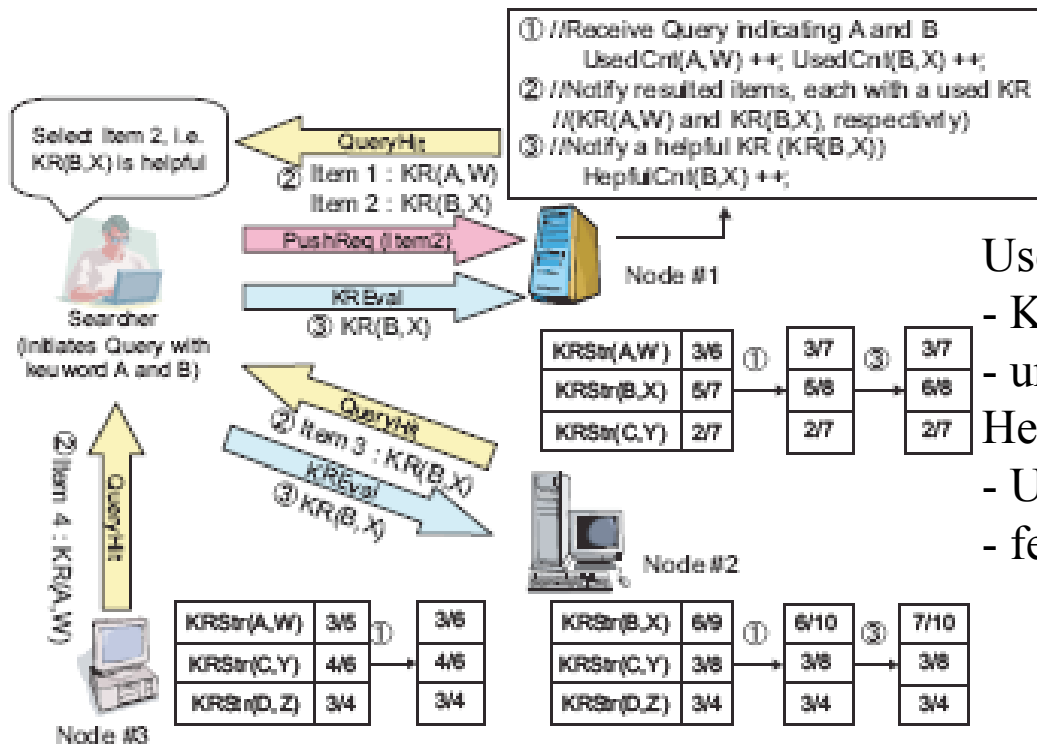 ① //Receive Query indicating A and B
UsedCnt(A,W) ++; UsedCnt(B,X) ++;
② //Notify resulted items, each with a used KR
//(KR(A,W) and KR(B,X), respectivity)
③ //Notify a helpful KR (KR(B,X))
HepfulCnt(B,X) ++;
Select Item 2, i.e.
KR(B,X) is helpful
QueryHit
② Item 1 : KR(A,W)
Item 2 : KR(B,X)
PushReq (Item2)
Node #1
KREval
③ KR(B,X)
Searcher
(Initiates Query with
keuword A and B)
KRStr(A,W) 3/6 ① 3/7 ③ 3/7
KRStr(B,X) 5/7 5/8 6/8
KRStr(C,Y) 2/7 2/7 2/7
Use
- K
- u
He
- U
- fe
QueryHit
② Item 3 : KR(B,X)
KREval
③ KR(B,X)
Node #2
QueryHit
② Item 4 : KR(A,W)
KRStr(A,W) 3/5 ① 3/6
KRStr(C,Y) 4/6 4/6
KRStr(D,Z) 3/4 3/4
Node #3
KRStr(B,X) 6/9 ① 6/10 ③ 7/10
KRStr(C,Y) 3/8 3/8 3/8
KRStr(D,Z) 3/4 3/4 3/4